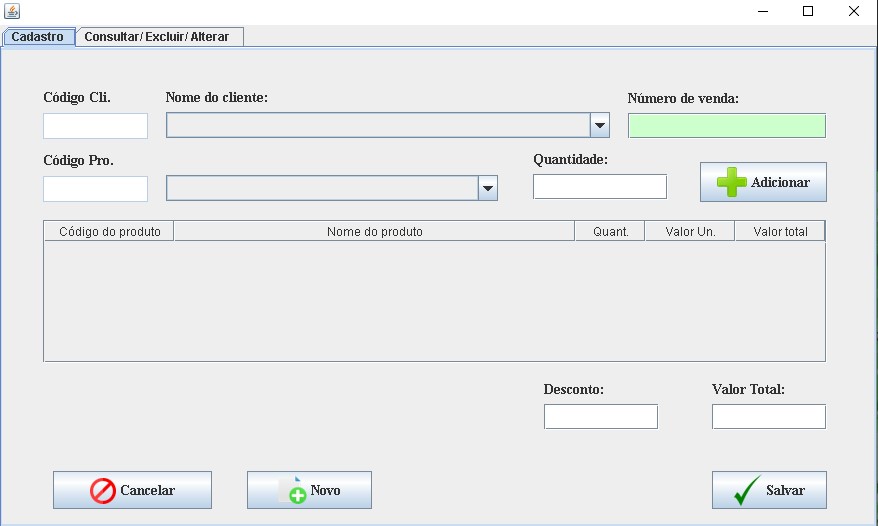 Cadastro Consultar/Excluir/Alterar
Código Cli. Nome do cliente: Número de venda:
Código Pro. Quantidade:
Adicionar
Código do produto Nome do produto Quant. Valor Un. Valor total
Desconto: Valor Total:
Cancelar Novo Salvar